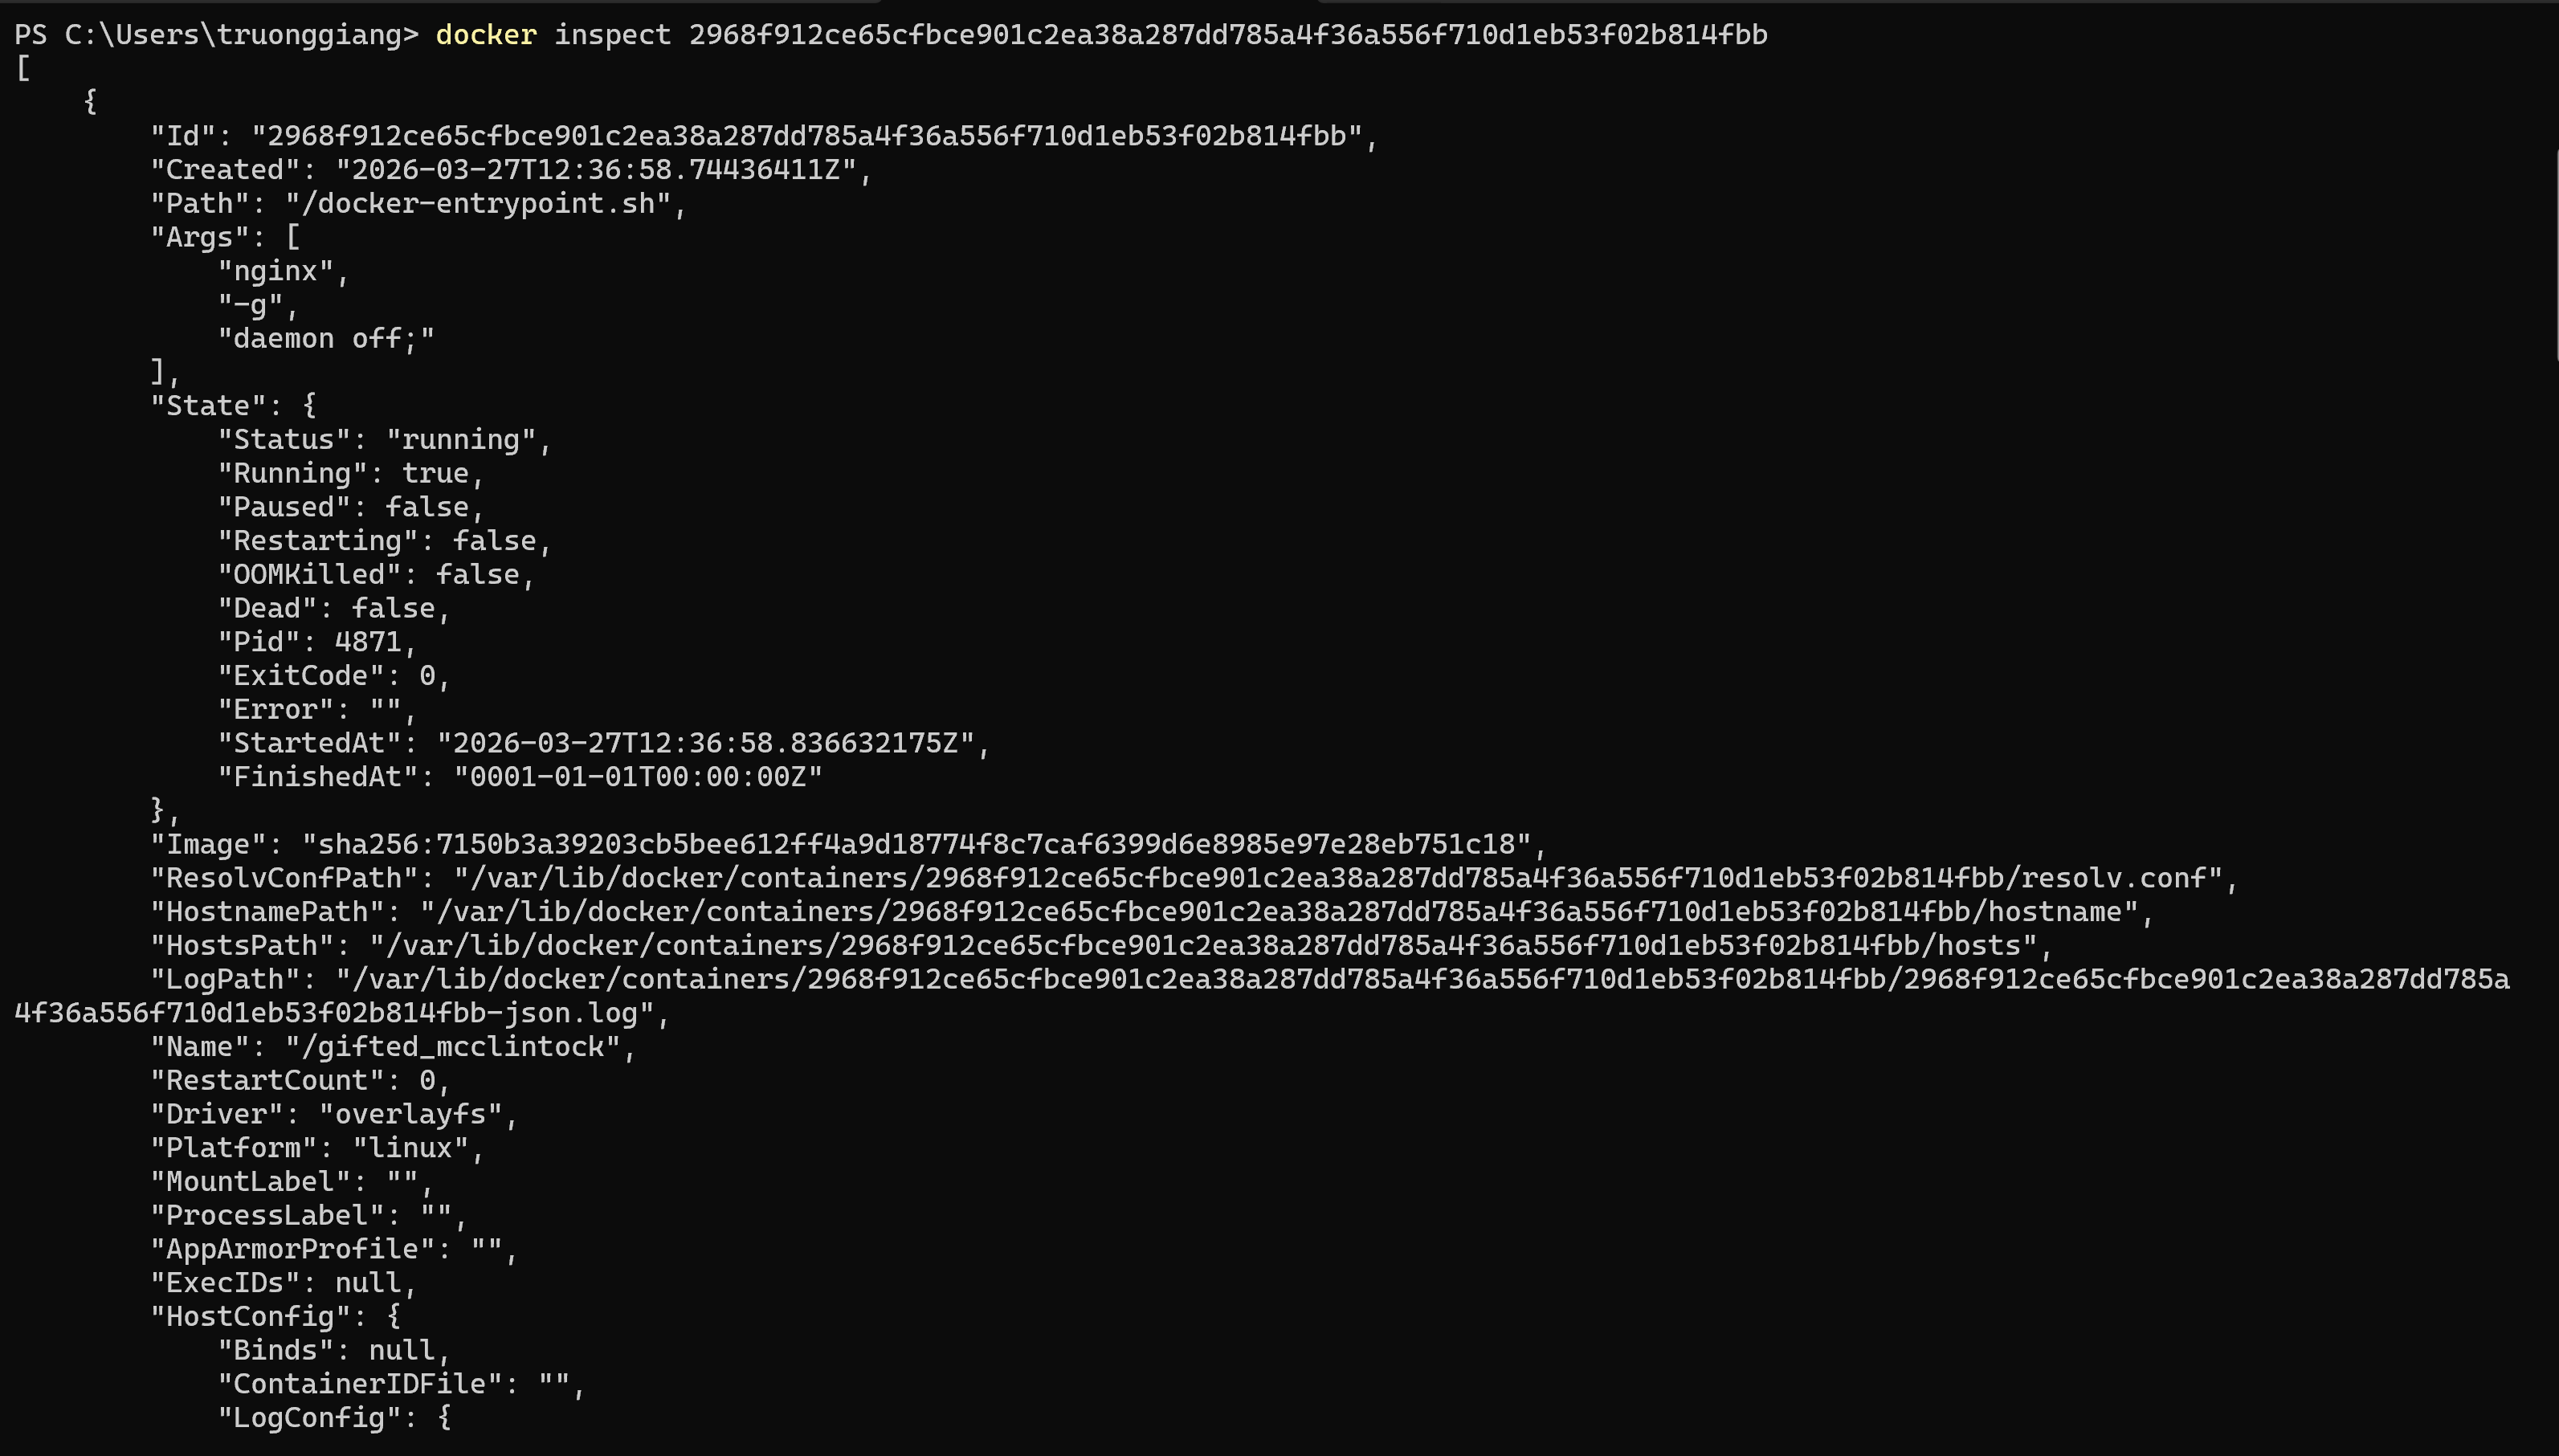 PS C:\Users\truonggiang> docker inspect 2968f912ce65cfbce901c2ea38a287dd785a4f36a556f710d1eb53f02b814fbb
[
    {
        "Id": "2968f912ce65cfbce901c2ea38a287dd785a4f36a556f710d1eb53f02b814fbb",
        "Created": "2026-03-27T12:36:58.74436411Z",
        "Path": "/docker-entrypoint.sh",
        "Args": [
            "nginx",
            "-g",
            "daemon off;"
        ],
        "State": {
            "Status": "running",
            "Running": true,
            "Paused": false,
            "Restarting": false,
            "OOMKilled": false,
            "Dead": false,
            "Pid": 4871,
            "ExitCode": 0,
            "Error": "",
            "StartedAt": "2026-03-27T12:36:58.836632175Z",
            "FinishedAt": "0001-01-01T00:00:00Z"
        },
        "Image": "sha256:7150b3a39203cb5bee612ff4a9d18774f8c7caf6399d6e8985e97e28eb751c18",
        "ResolvConfPath": "/var/lib/docker/containers/2968f912ce65cfbce901c2ea38a287dd785a4f36a556f710d1eb53f02b814fbb/resolv.conf",
        "HostnamePath": "/var/lib/docker/containers/2968f912ce65cfbce901c2ea38a287dd785a4f36a556f710d1eb53f02b814fbb/hostname",
        "HostsPath": "/var/lib/docker/containers/2968f912ce65cfbce901c2ea38a287dd785a4f36a556f710d1eb53f02b814fbb/hosts",
        "LogPath": "/var/lib/docker/containers/2968f912ce65cfbce901c2ea38a287dd785a4f36a556f710d1eb53f02b814fbb/2968f912ce65cfbce901c2ea38a287dd785a
4f36a556f710d1eb53f02b814fbb-json.log",
        "Name": "/gifted_mcclintock",
        "RestartCount": 0,
        "Driver": "overlayfs",
        "Platform": "linux",
        "MountLabel": "",
        "ProcessLabel": "",
        "AppArmorProfile": "",
        "ExecIDs": null,
        "HostConfig": {
            "Binds": null,
            "ContainerIDFile": "",
            "LogConfig": {